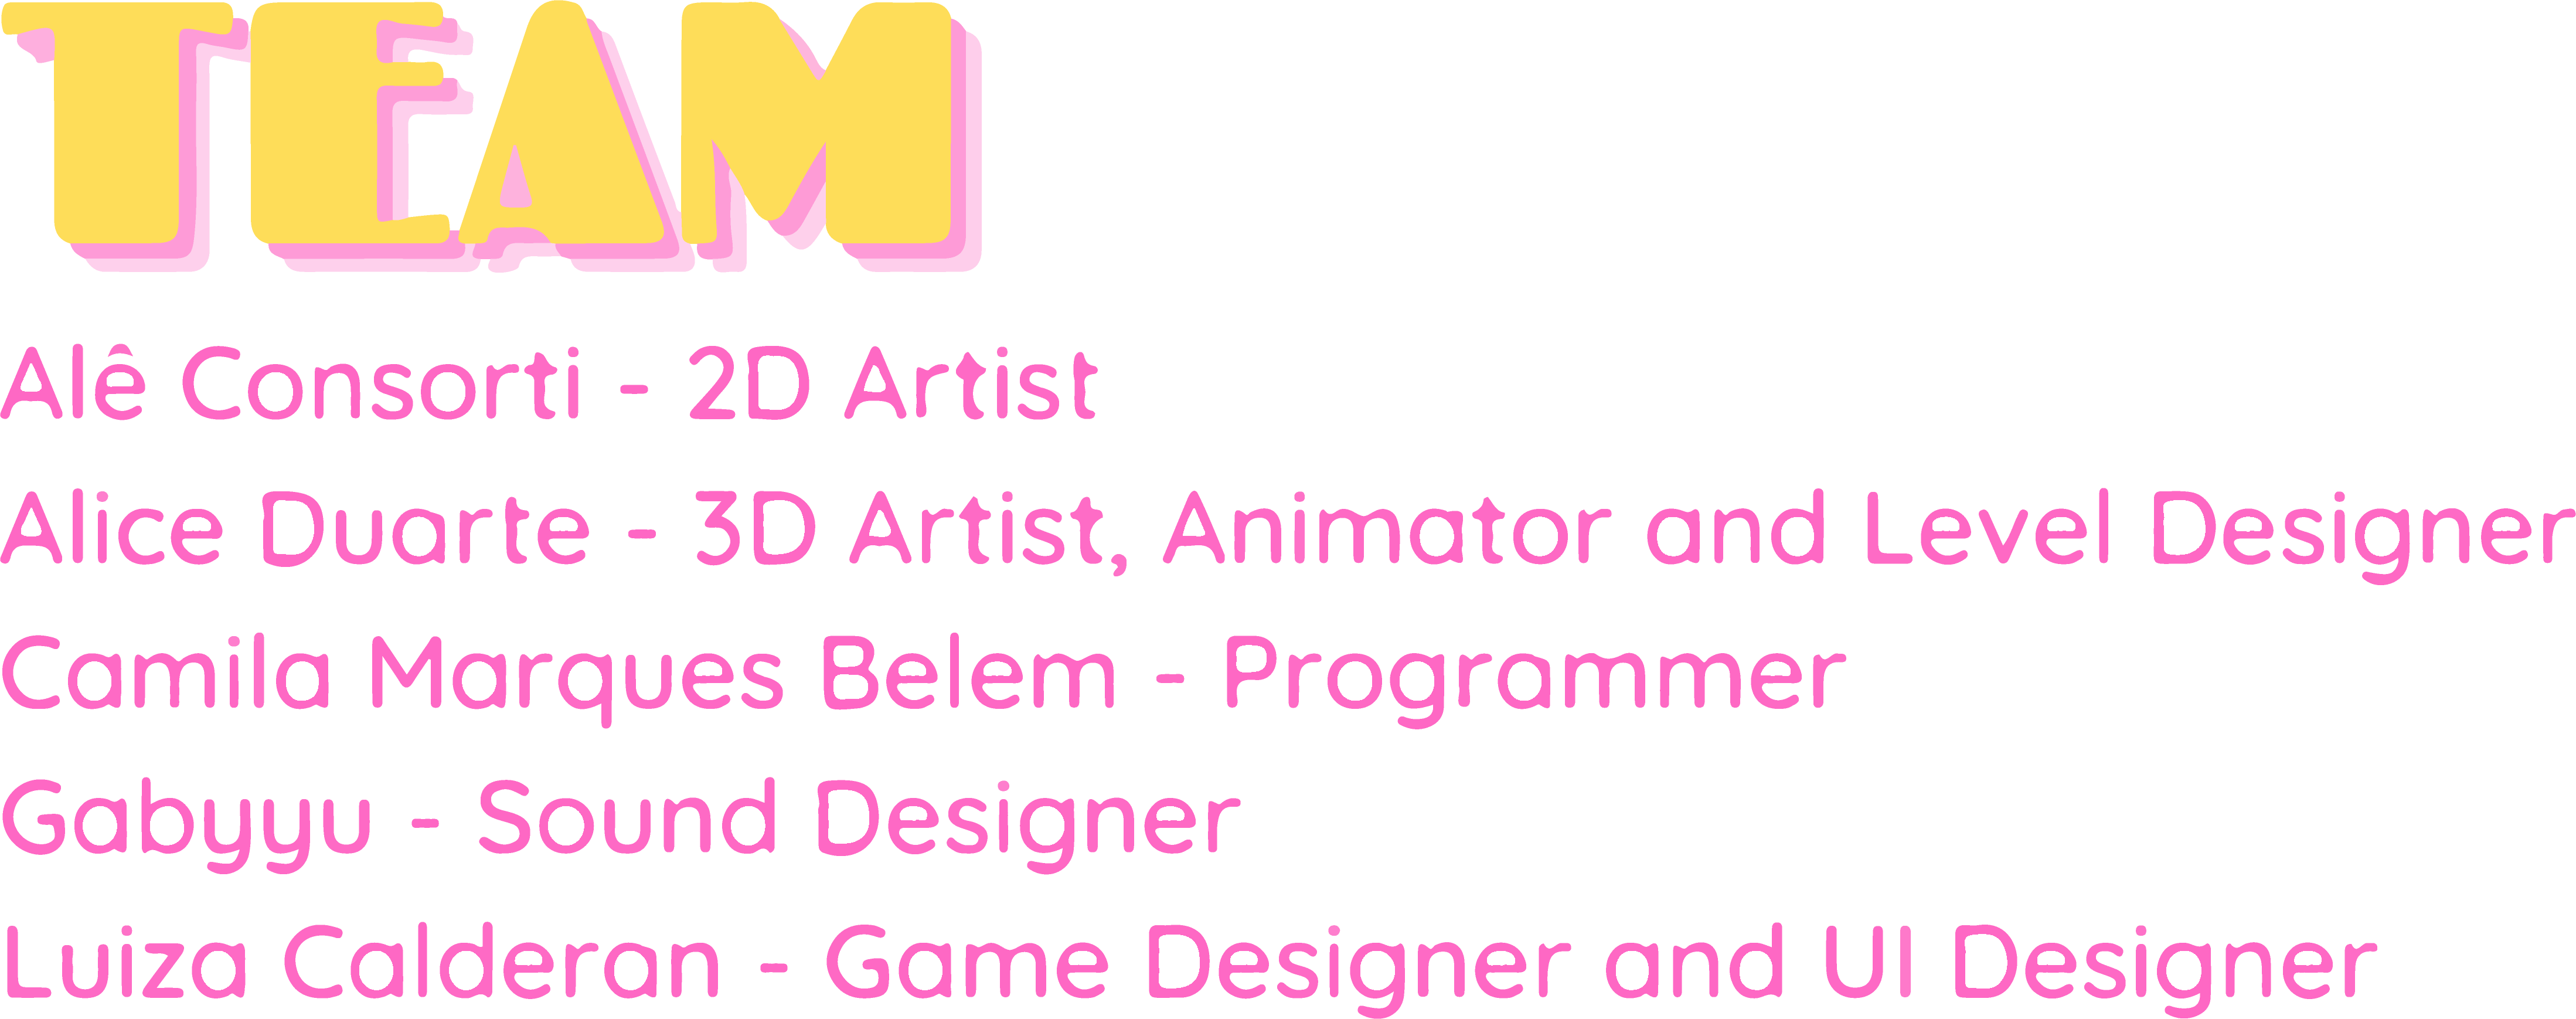 TEAM
Alê Consorti - 2D Artist
Alice Duarte - 3D Artist, Animator and Level Designer
Camila Marques Belem - Programmer
Gabyyu - Sound Designer
Luiza Calderan - Game Designer and UI Designer